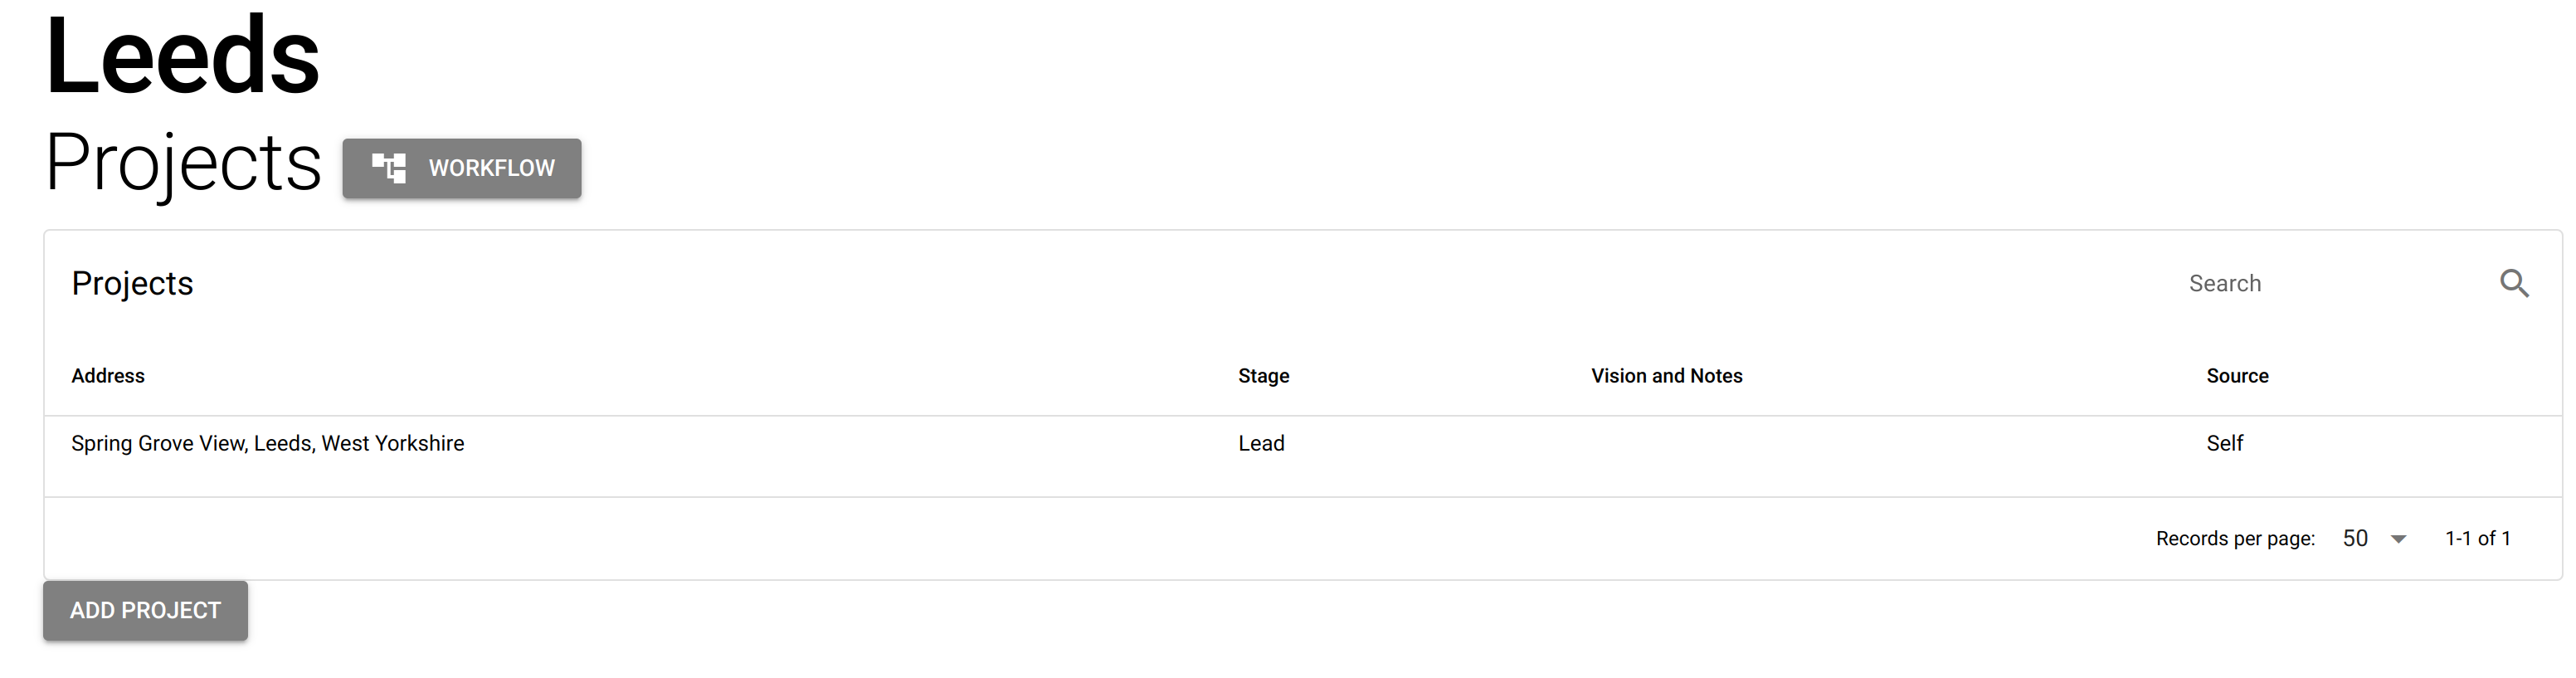 Leeds
Projects WORKFLOW
Projects Search
Address Stage Vision and Notes Source
Spring Grove View, Leeds, West Yorkshire Lead Self
Records per page: 50 1-1 of 1
ADD PROJECT